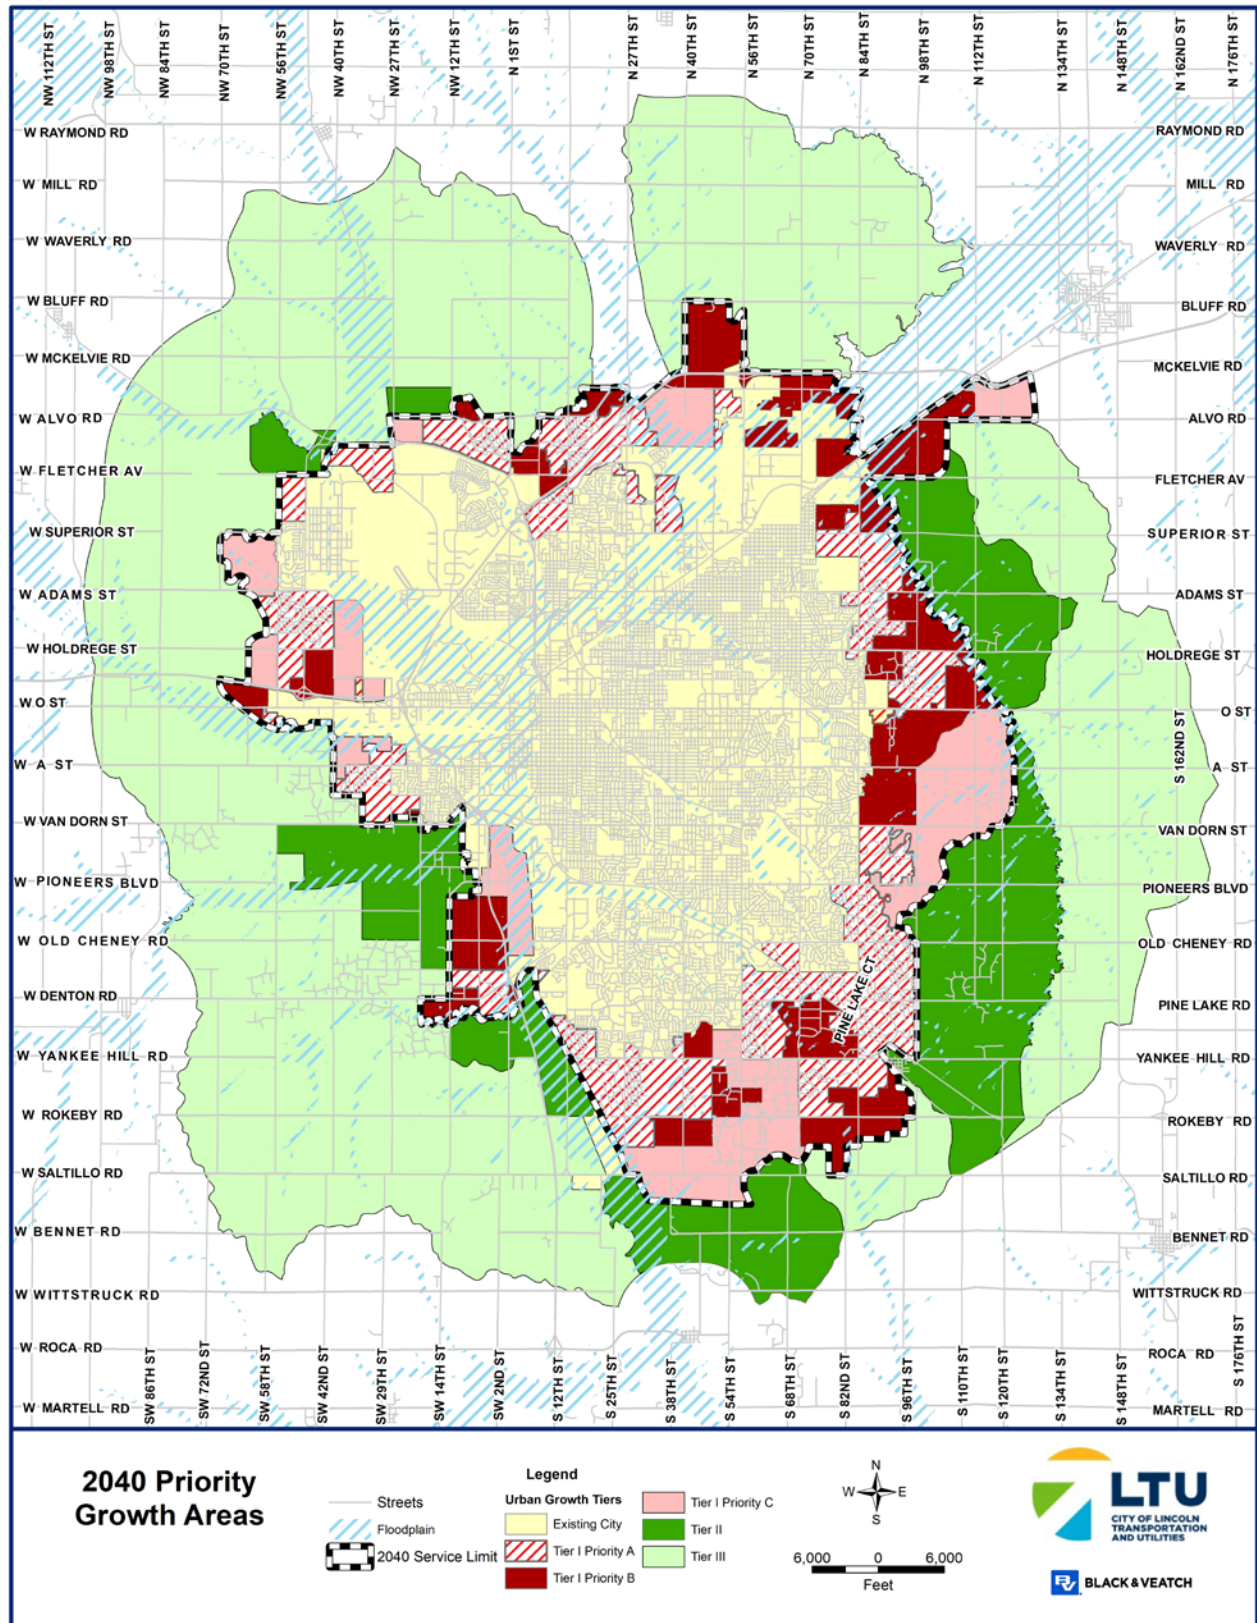 NW 112TH ST
NW 98TH ST
NW 84TH ST
NW 70TH ST
NW 56TH ST
NW 40TH ST
NW 27TH ST
NW 12TH ST
N 1ST ST
N 27TH ST
N 40TH ST
N 56TH ST
N 70TH ST
N 84TH ST
N 98TH ST
N 112TH ST
N 134TH ST
N 148TH ST
N 162ND ST
N 176TH ST
W RAYMOND RD
RAYMOND RD
W MILL RD
MILL RD
W WAVERLY RD
WAVERLY RD
W BLUFF RD
BLUFF RD
W MCKELVIE RD
MCKELVIE RD
W ALVO RD
ALVO RD
W FLETCHER AV
FLETCHER AV
W SUPERIOR ST
SUPERIOR ST
W ADAMS ST
ADAMS ST
W HOLDREGE ST
HOLDREGE ST
W O ST
O ST
S 162ND ST
W A ST
A ST
W VAN DORN ST
VAN DORN ST
W PIONEERS BLVD
PIONEERS BLVD
W OLD CHENEY RD
OLD CHENEY RD
PINE LAKE CT
W DENTON RD
PINE LAKE RD
W YANKEE HILL RD
YANKEE HILL RD
W ROKEBY RD
ROKEBY RD
W SALTILLO RD
SALTILLO RD
W BENNET RD
BENNET RD
W WITTSTRUCK RD
WITTSTRUCK RD
W ROCA RD
ROCA RD
W MARTELL RD
MARTELL RD
SW 86TH ST
SW 72ND ST
SW 58TH ST
SW 42ND ST
SW 29TH ST
SW 14TH ST
SW 2ND ST
S 12TH ST
S 25TH ST
S 38TH ST
S 54TH ST
S 68TH ST
S 82ND ST
S 96TH ST
S 110TH ST
S 120TH ST
S 134TH ST
S 148TH ST
S 176TH ST
2040 Priority
Growth Areas
Legend
Streets
Floodplain
2040 Service Limit
Urban Growth Tiers
Existing City
Tier I Priority A
Tier I Priority B
Tier I Priority C
Tier II
Tier III
N
W
E
S
6,000 0 6,000
Feet
LTU
CITY OF LINCOLN
TRANSPORTATION
AND UTILITIES
BV BLACK & VEATCH